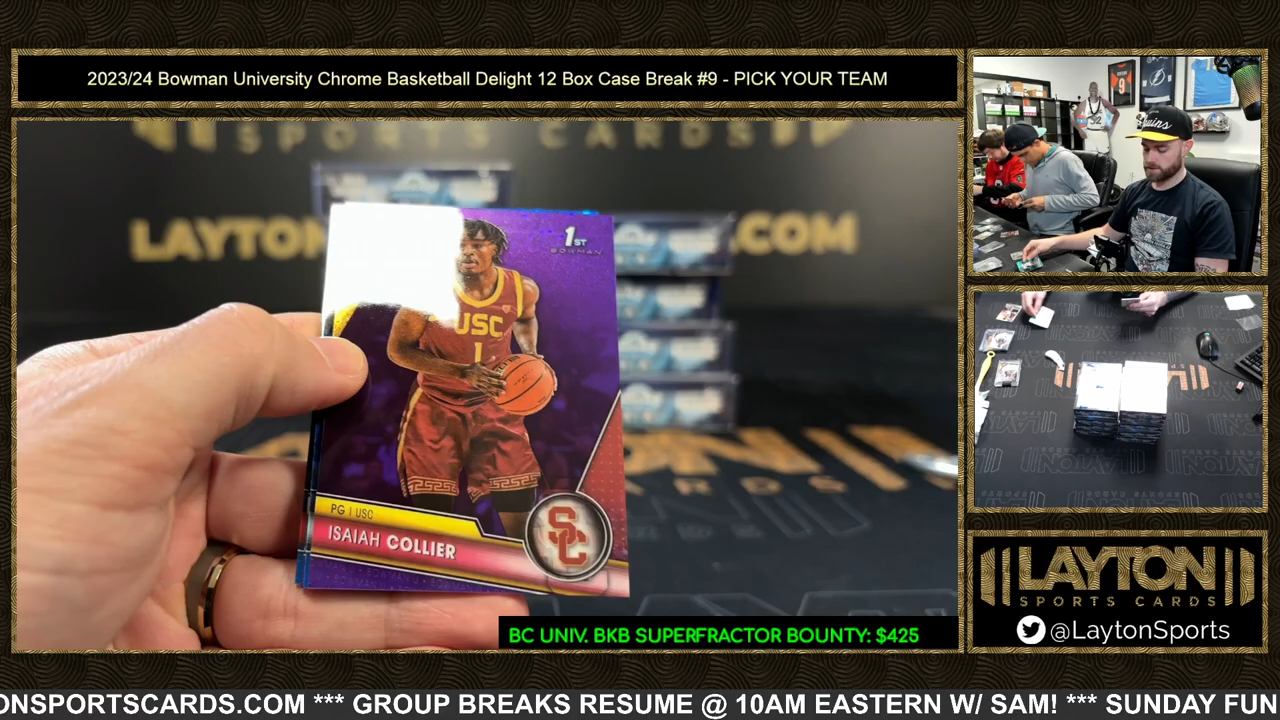 2023/24 Bowman University Chrome Basketball Delight 12 Box Case Break #9 - PICK YOUR TEAM
LAYTON .COM
1ST
BOWMAN
USC
1
PG | USC
ISAIAH COLLIER
SC
BC UNIV. BKB SUPERFRACTOR BOUNTY: $425
LAYTON
SPORTS CARDS
@LaytonSports
ONSPORTSCARDS.COM *** GROUP BREAKS RESUME @ 10AM EASTERN W/ SAM! *** SUNDAY FUN